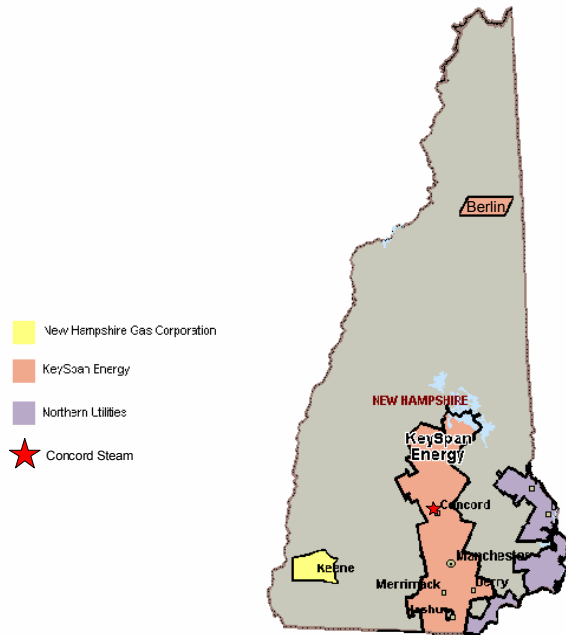 Berlin
New Hampshire Gas Corporation
KeySpan Energy
Northern Utilities
Concord Steam
NEW HAMPSHIRE
KeySpan
Energy
Concord
Manchester
Keene
Merrimack
Derry